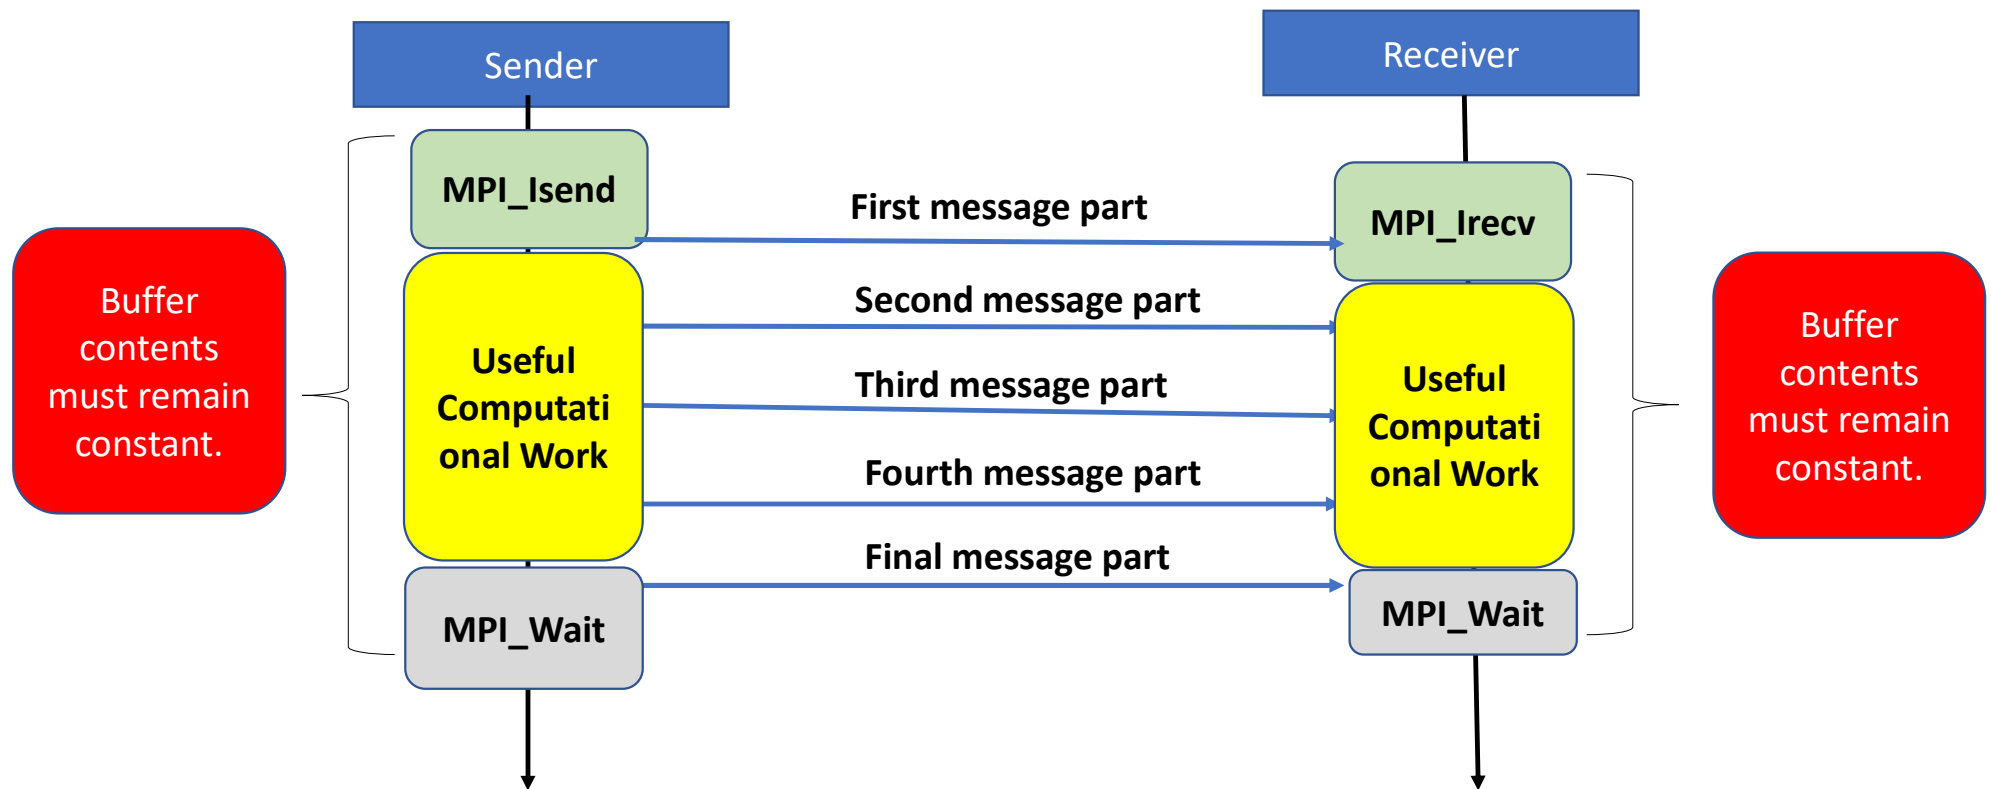 Sender
Receiver
MPI_Isend
First message part
MPI_Irecv
Buffer
contents
must remain
constant.
Second message part
Useful
Computati
onal Work
Third message part
Useful
Computati
onal Work
Buffer
contents
must remain
constant.
Fourth message part
Final message part
MPI_Wait
MPI_Wait